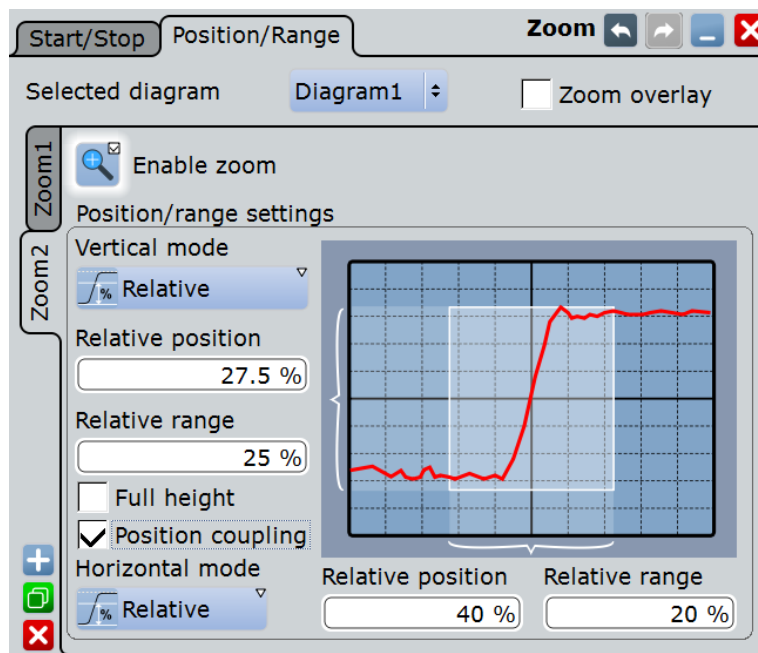 Start/Stop Position/Range Zoom
Selected diagram Diagram1 Zoom overlay
Zoom1
Enable zoom
Position/range settings
Zoom2
Vertical mode
% Relative
Relative position
27.5 %
Relative range
25 %
Full height
Position coupling
Horizontal mode
% Relative
Relative position Relative range
40 % 20 %